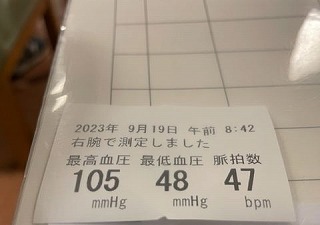 2023年 9月19日 午前 8:42
右腕で測定しました
最高血圧 最低血圧 脈拍数
105 48 47
mmHg mmHg bpm